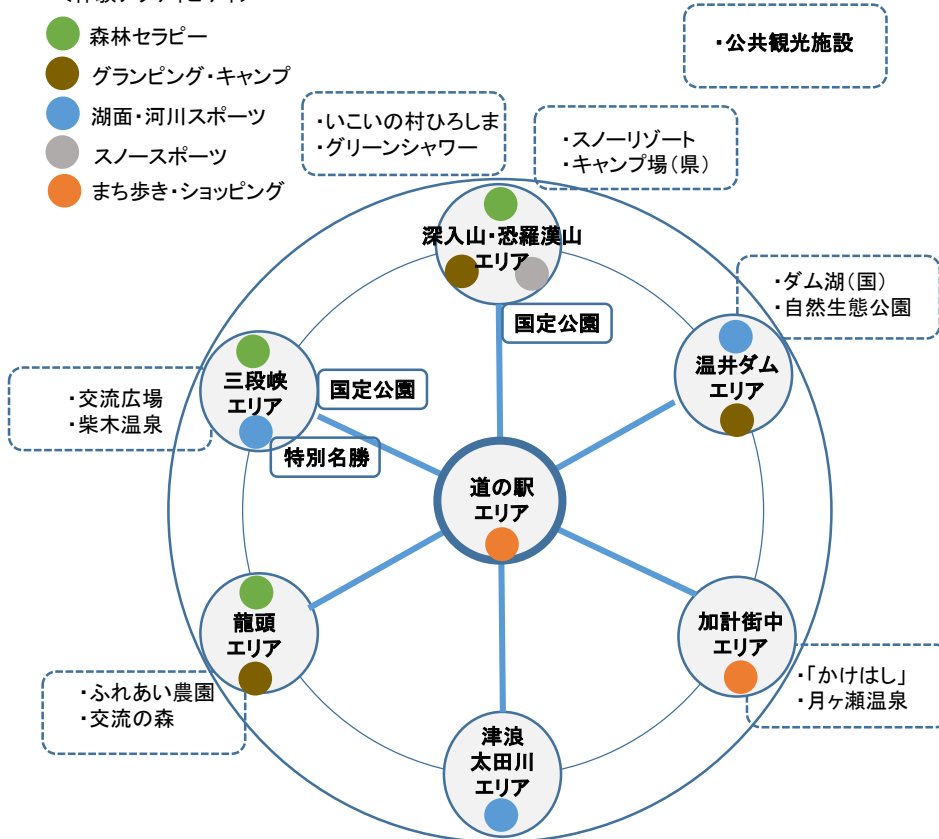 森林セラピー
グランピング・キャンプ
湖面・河川スポーツ
スノースポーツ
まち歩き・ショッピング
・公共観光施設
・いこいの村ひろしま
・グリーンシャワー
・スノーリゾート
・キャンプ場(県)
深入山・恐羅漢山
エリア
国定公園
・ダム湖(国)
・自然生態公園
温井ダム
エリア
三段峡
エリア
国定公園
特別名勝
・交流広場
・柴木温泉
道の駅
エリア
龍頭
エリア
・ふれあい農園
・交流の森
加計街中
エリア
・「かけはし」
・月ヶ瀬温泉
津浪
太田川
エリア